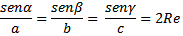 senα/a = senβ/b = senγ/c = 2Re